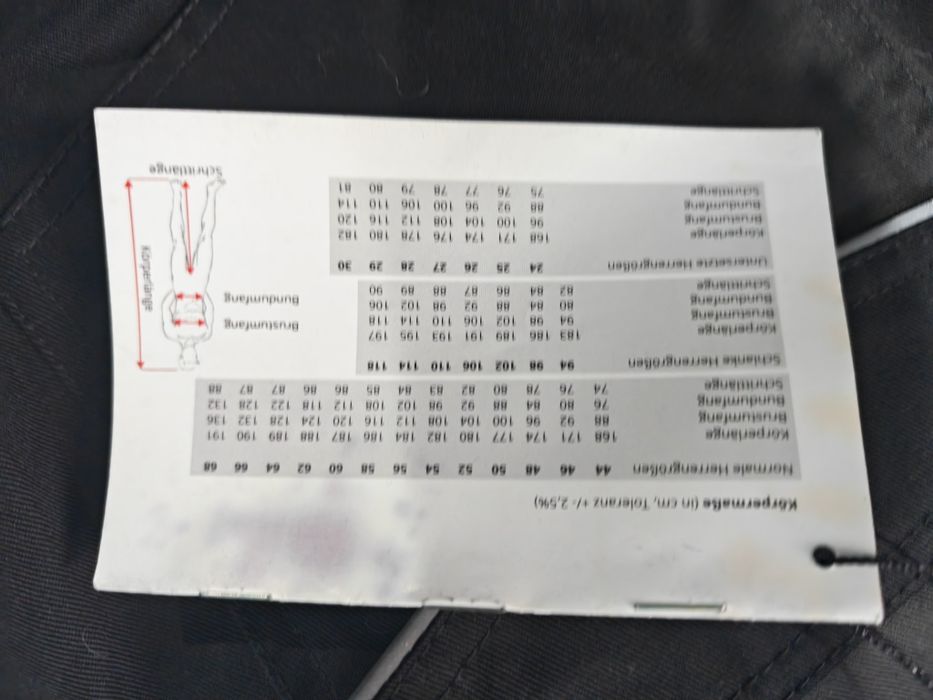 Körpermaße (in cm, Toleranz +/- 2,5%)
Normale Herrengrößen 44 46 48 50 52 54 56 58 60 62 64 66 68
Körperlänge 168 171 174 177 180 182 184 186 187 188 189 190 191
Brustumfang 88 92 96 100 104 108 112 116 120 124 128 132 136
Bundumfang 76 80 84 88 92 98 102 108 112 118 122 128 132
Schrittlänge 74 76 78 80 82 83 84 85 86 86 87 87 88
Schlanke Herrengrößen 94 98 102 106 110 114 118
Körperlänge 183 186 189 191 193 195 197
Brustumfang 94 98 102 106 110 114 118
Bundumfang 80 84 88 92 98 102 106
Schrittlänge 82 84 86 87 88 89 90
Untersetzte Herrengrößen 24 25 26 27 28 29 30
Körperlänge 168 171 174 176 178 180 182
Brustumfang 96 100 104 108 112 116 120
Bundumfang 88 92 96 100 106 110 114
Schrittlänge 75 76 77 78 79 80 81
Brustumfang
Bundumfang
Körperlänge
Schrittlänge